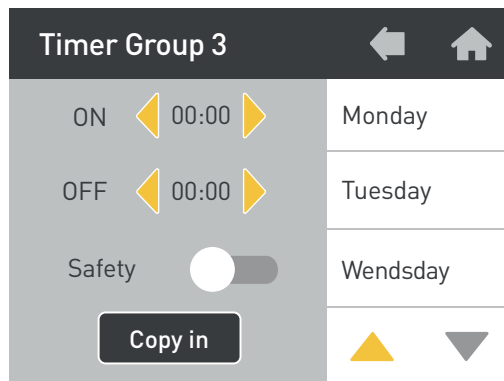 Timer Group 3
ON 00:00
Monday
OFF 00:00
Tuesday
Safety
Wendsday
Copy in